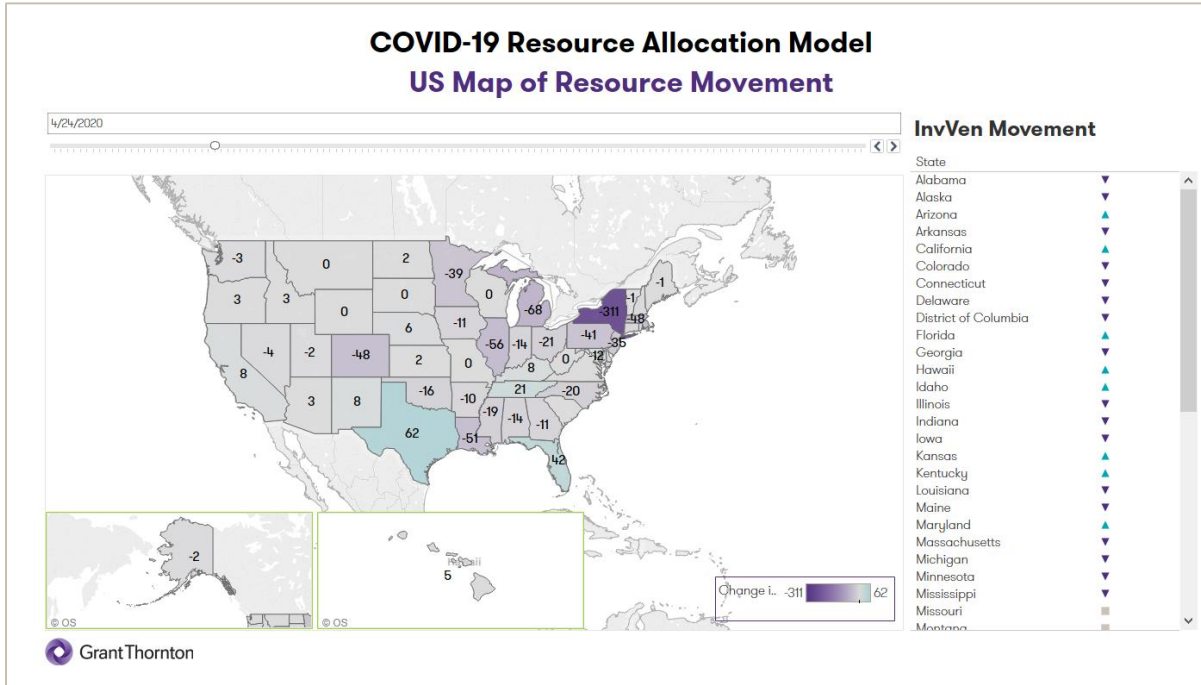 COVID-19 Resource Allocation Model
US Map of Resource Movement
4/24/2020
InvVen Movement
State
Alabama
Alaska
Arizona
Arkansas
California
Colorado
Connecticut
Delaware
District of Columbia
Florida
Georgia
Hawaii
Idaho
Illinois
Indiana
Iowa
Kansas
Kentucky
Louisiana
Maine
Maryland
Massachusetts
Michigan
Minnesota
Mississippi
Missouri
Montana
-3
0
2
-39
-1
3
3
0
0
0
-68
-311
-1
-48
-4
-2
-48
6
2
-11
-56
-14
-21
-41
-35
-12
8
3
8
-16
0
-10
8
0
21
-20
62
-51
-19
-14
-11
42
-2
5
© OS
© OS
Change i.. -311 62
Grant Thornton